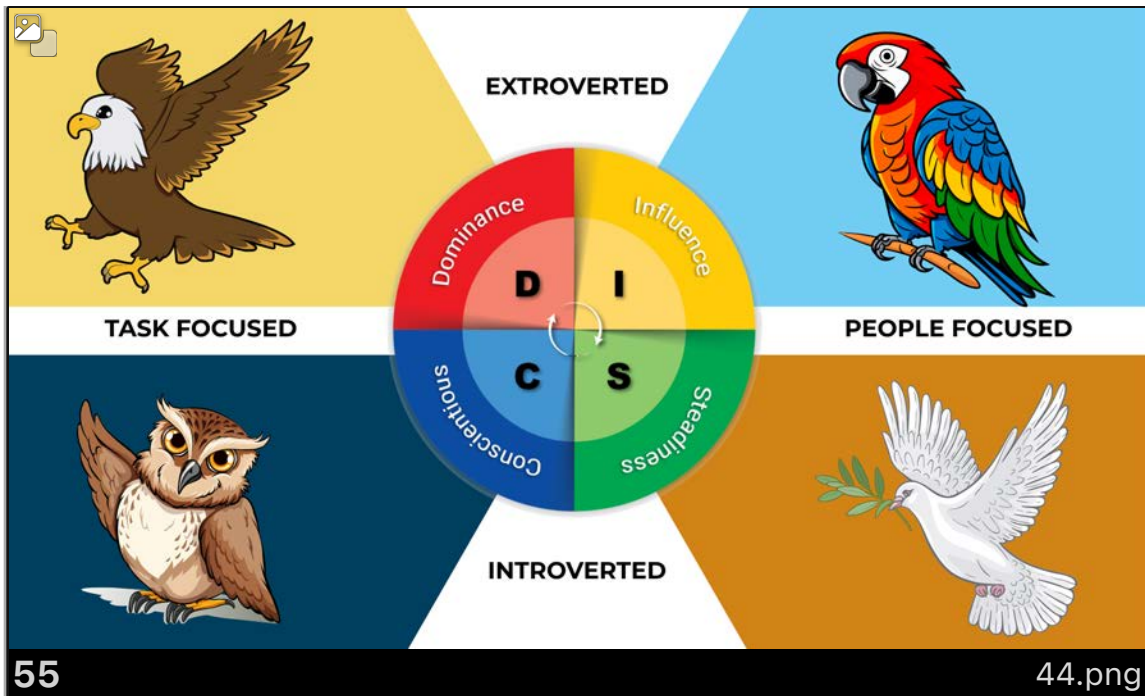 EXTROVERTED
Dominance
Influence
D
I
TASK FOCUSED
PEOPLE FOCUSED
C
S
Conscientious
Steadiness
INTROVERTED
55
44.png